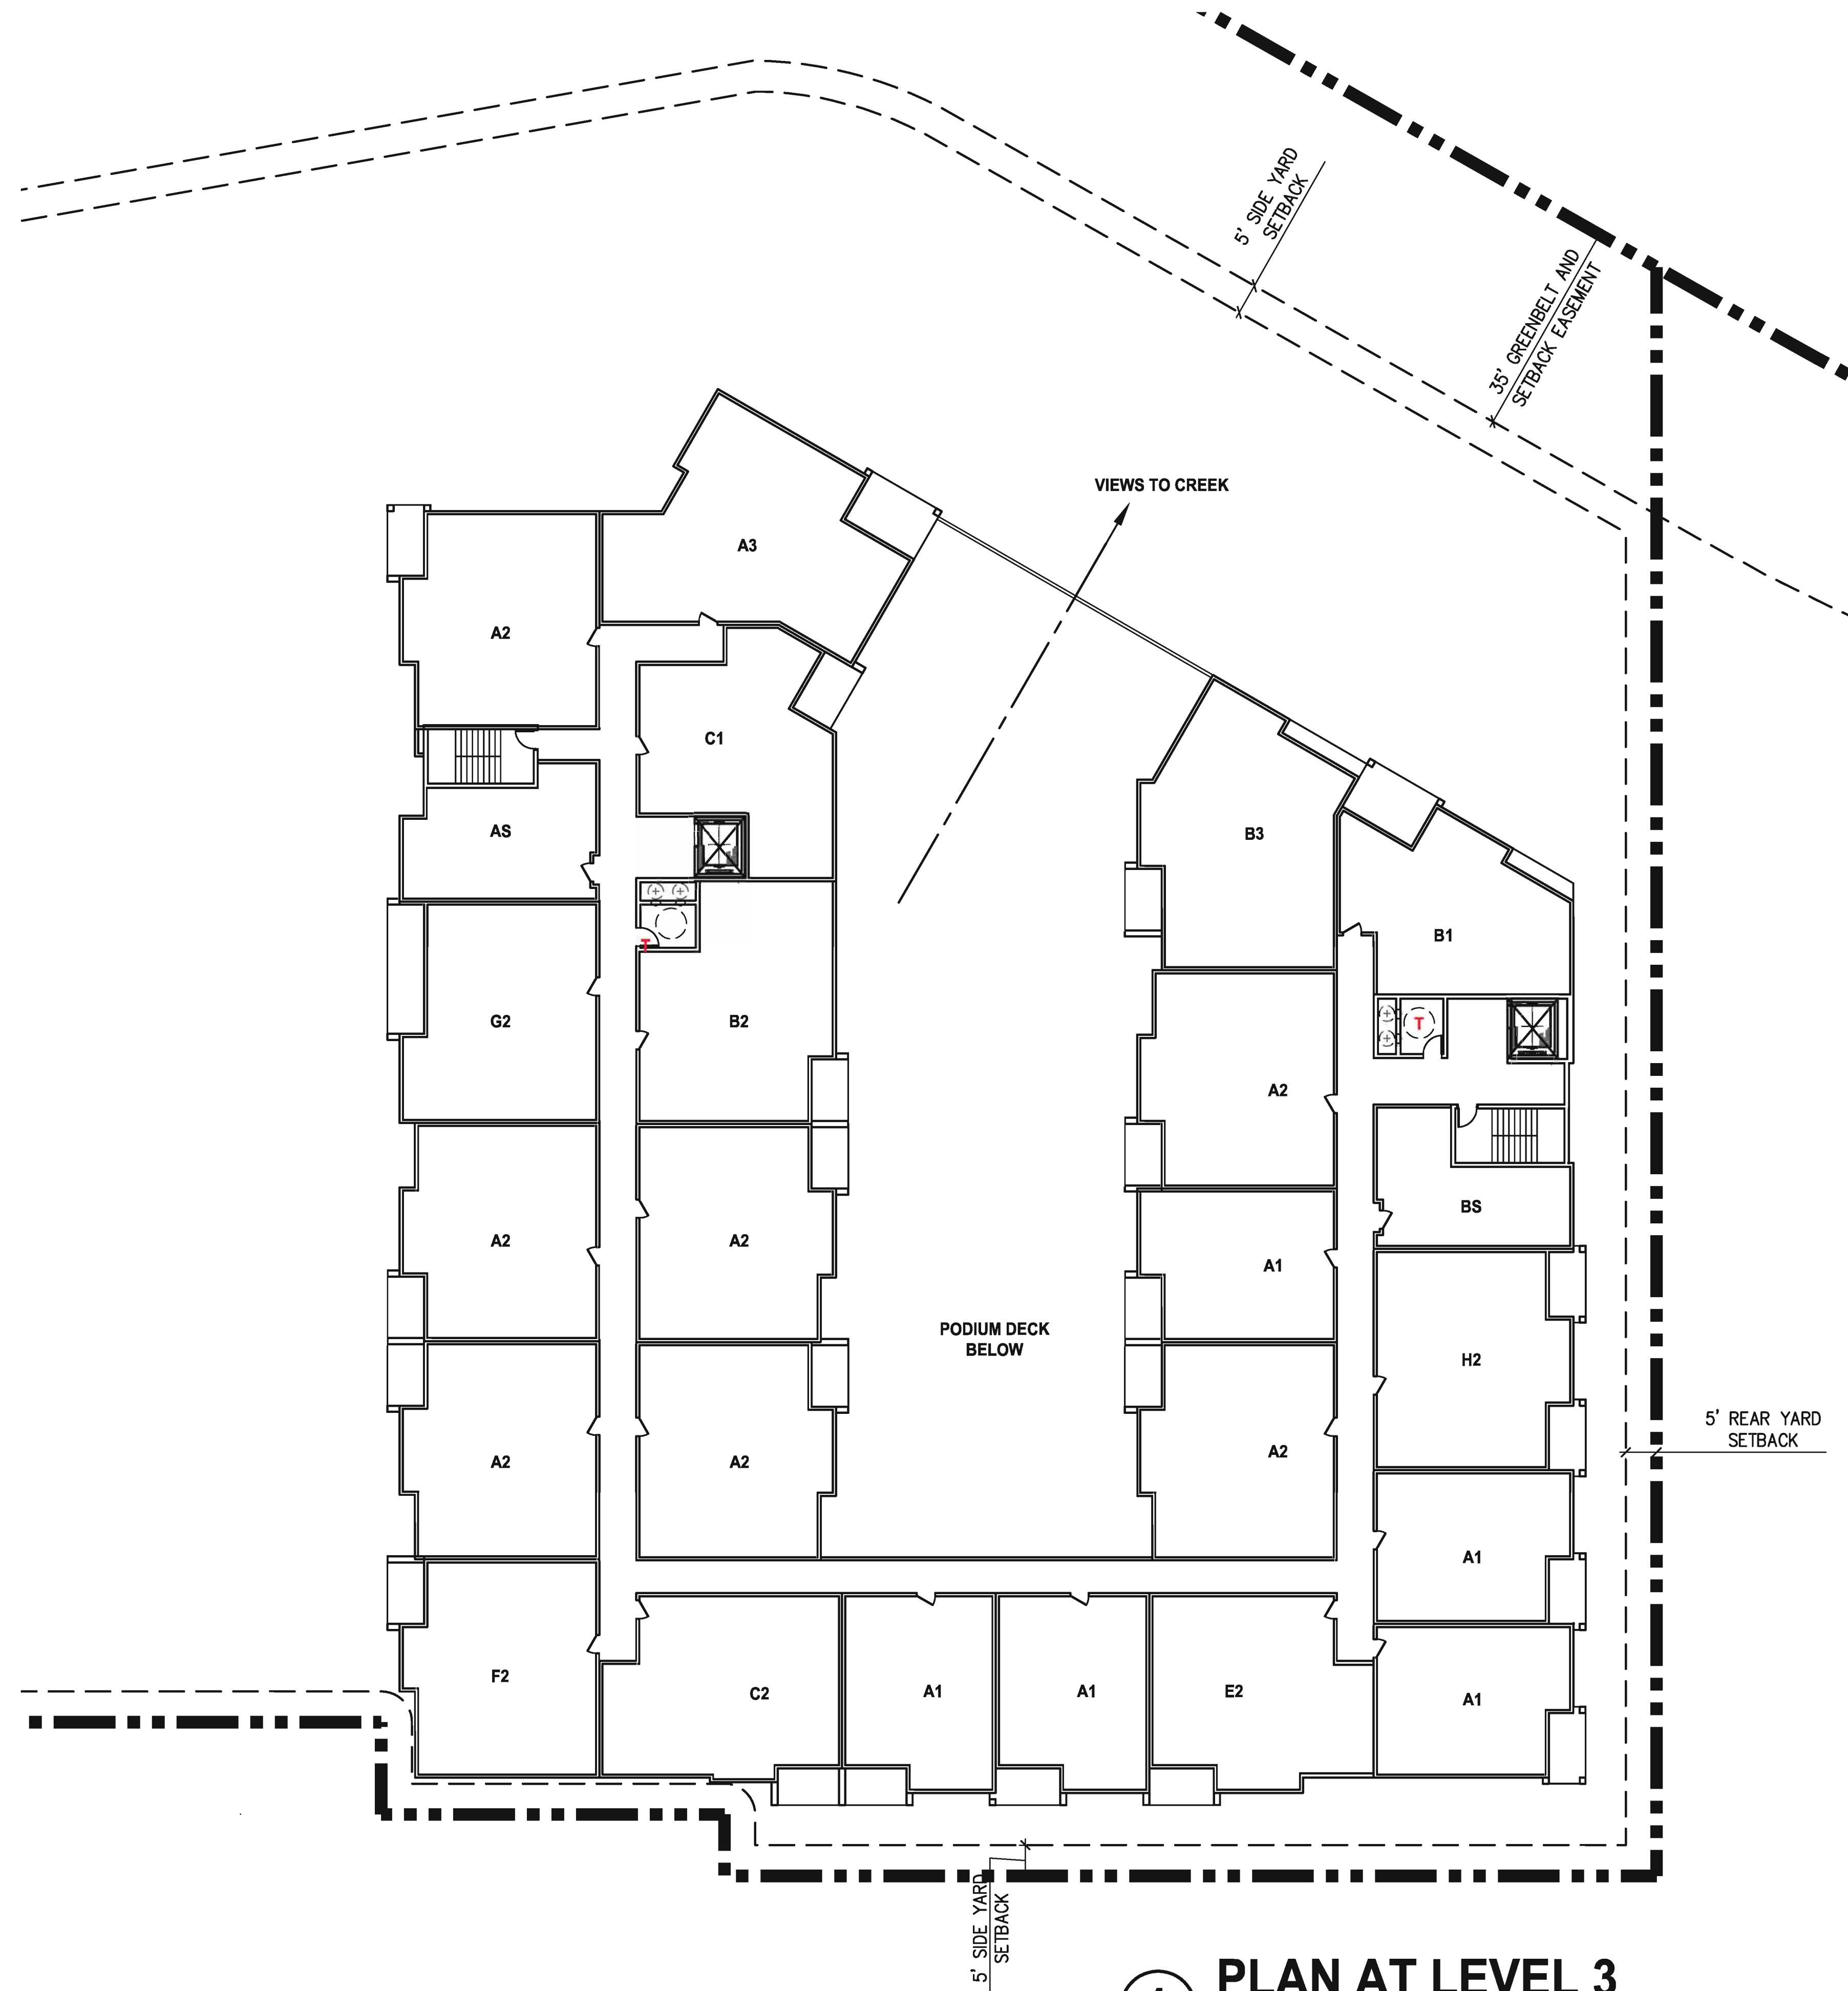 5' SIDE YARD
SETBACK
35' GREENBELT AND
SETBACK EASEMENT
VIEWS TO CREEK
A3
A2
C1
AS
B3
B1
T
G2
B2
T
A2
BS
A2
A2
A1
PODIUM DECK
BELOW
H2
A2
A2
A2
5' REAR YARD
SETBACK
A1
F2
C2
A1
A1
E2
A1
5' SIDE YARD
SETBACK
1
PLAN AT LEVEL 3